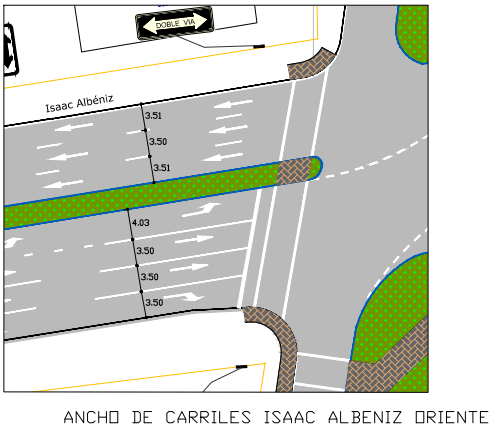 DOBLE VIA
Isaac Albéniz
3.51
3.50
3.51
4.03
3.50
3.50
3.50
ANCHO DE CARRILES ISAAC ALBENIZ ORIENTE